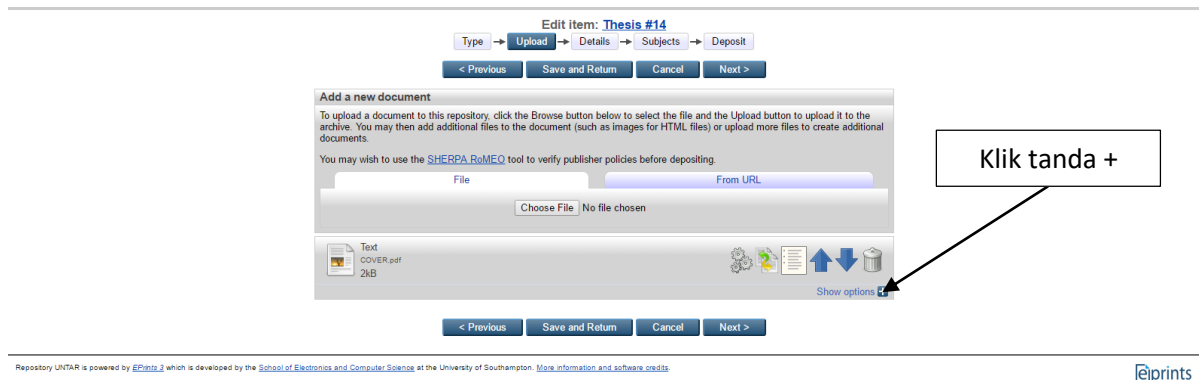 Edit item: Thesis #14
Type → Upload → Details → Subjects → Deposit
< Previous Save and Return Cancel Next >
Add a new document
To upload a document to this repository, click the Browse button below to select the file and the Upload button to upload it to the
archive. You may then add additional files to the document (such as images for HTML files) or upload more files to create additional
documents.
You may wish to use the SHERPA RoMEO tool to verify publisher policies before depositing.
File From URL
Choose File No file chosen
Klik tanda +
Text
COVER.pdf
2kB
Show options +
< Previous Save and Return Cancel Next >
Repository UNTAR is powered by EPrints 3 which is developed by the School of Electronics and Computer Science at the University of Southampton. More information and software credits.
eprints